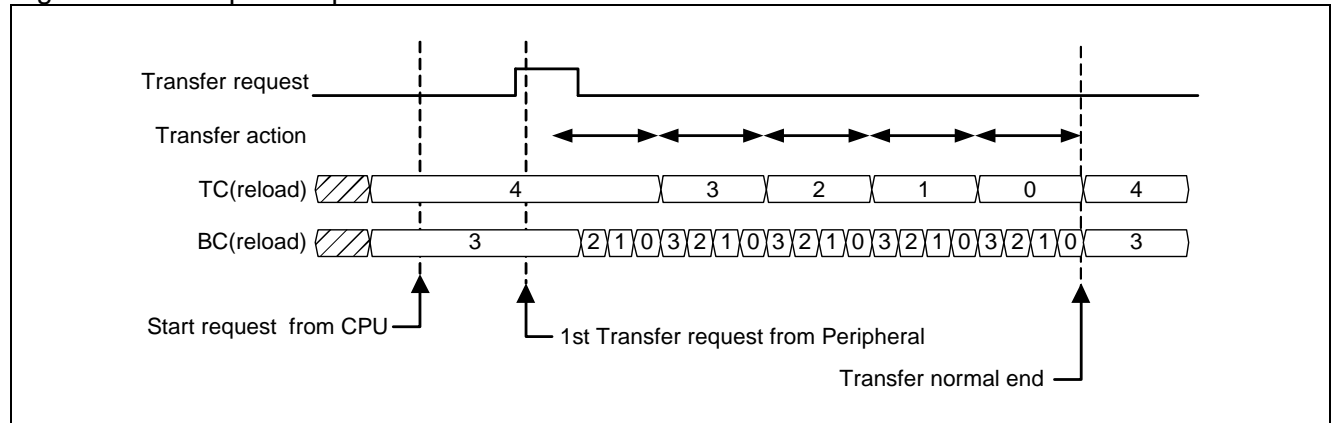 Transfer request
Transfer action
TC(reload) 4 3 2 1 0 4
BC(reload) 3 2 1 0 3 2 1 0 3 2 1 0 3 2 1 0 3 2 1 0 3
Start request from CPU
1st Transfer request from Peripheral
Transfer normal end